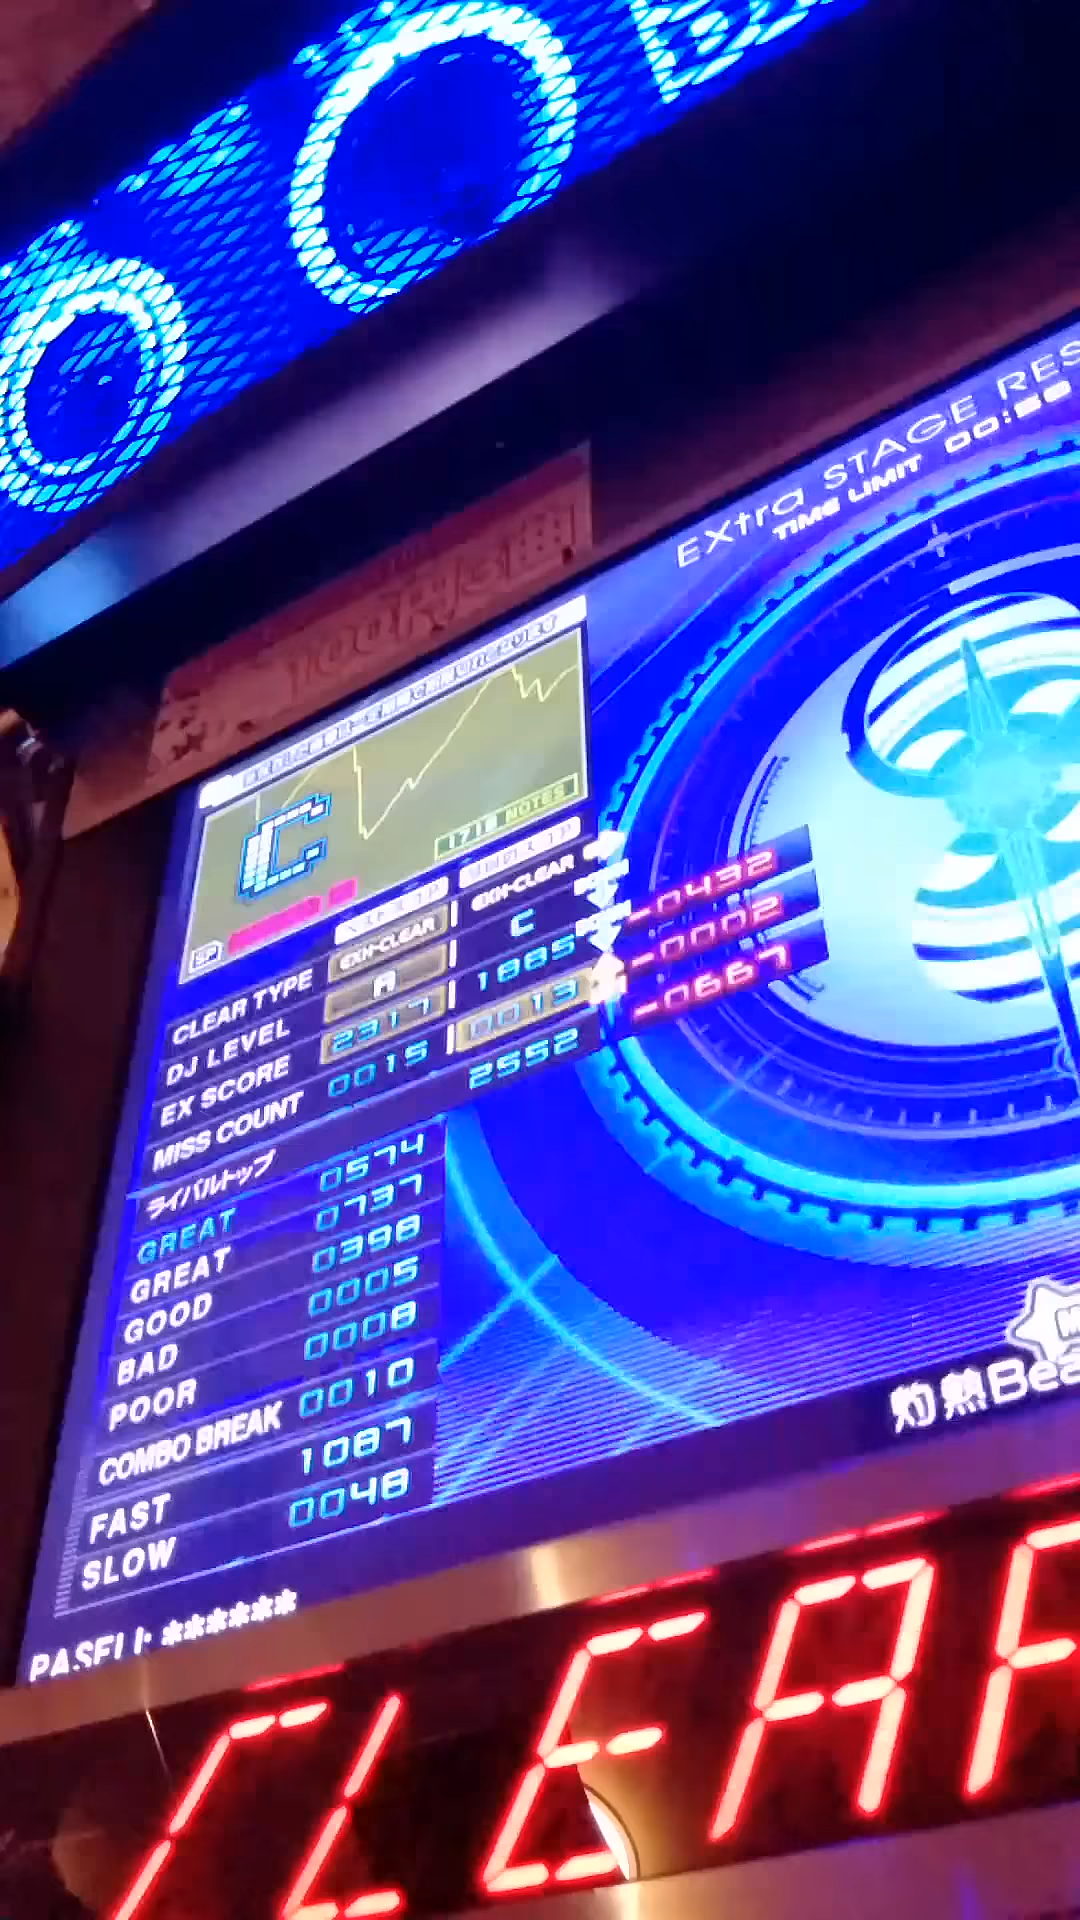 Extra STAGE RES
TIME LIMIT 00:58
NOTES
SP
CLEAR TYPE EXH-CLEAR EXH-CLEAR
DJ LEVEL A C -0432
EX SCORE 2317 1885 -0002
MISS COUNT 0015 0013 -0667
ライバルトップ 2552
GREAT 0574
GREAT 0737
GOOD 0398
BAD 0005
POOR 0008
COMBO BREAK 0010
FAST 1087
SLOW 0048
灼熱Bea
PASELI: ******
CLEAR